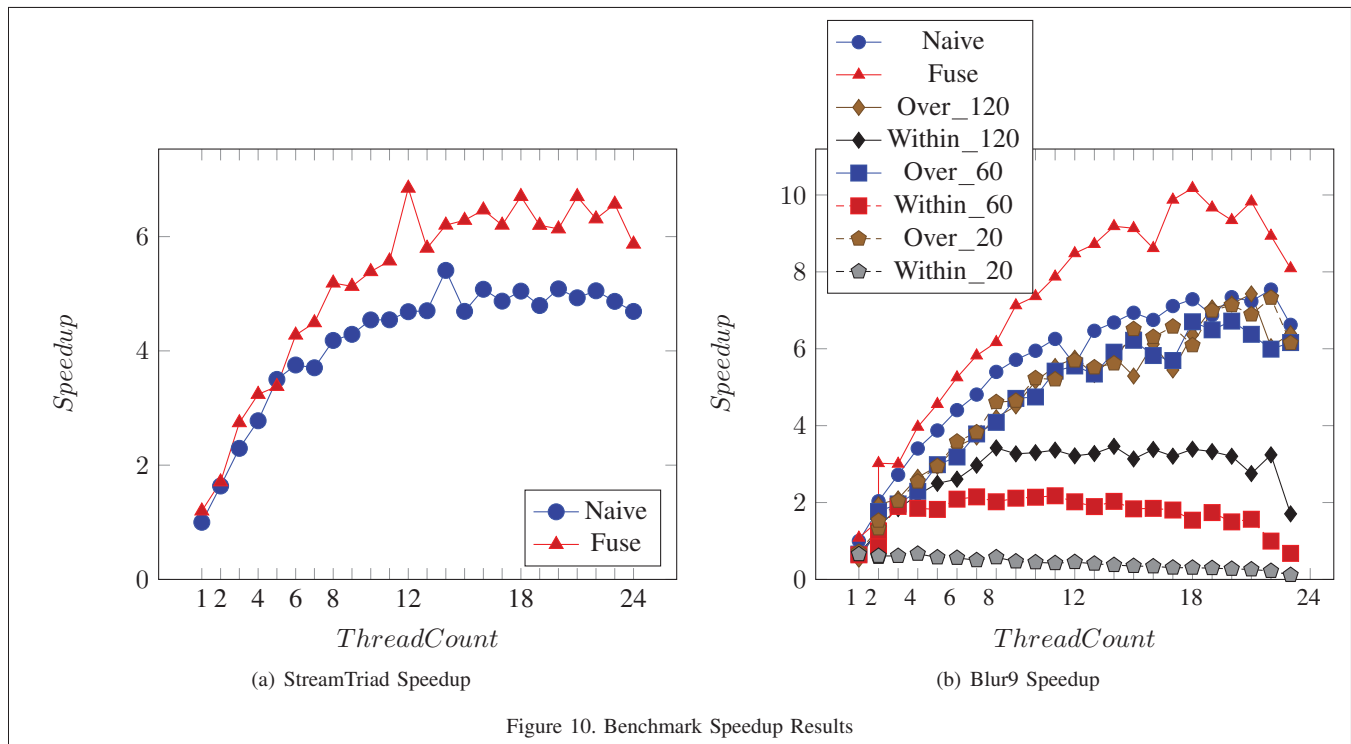 0
2
4
6
1 2 4 6 8 12 18 24
Speedup
ThreadCount
Naive
Fuse
(a) StreamTriad Speedup
Naive
Fuse
Over_120
Within_120
Over_60
Within_60
Over_20
Within_20
0
2
4
6
8
10
1 2 4 6 8 12 18 24
Speedup
ThreadCount
(b) Blur9 Speedup
Figure 10. Benchmark Speedup Results